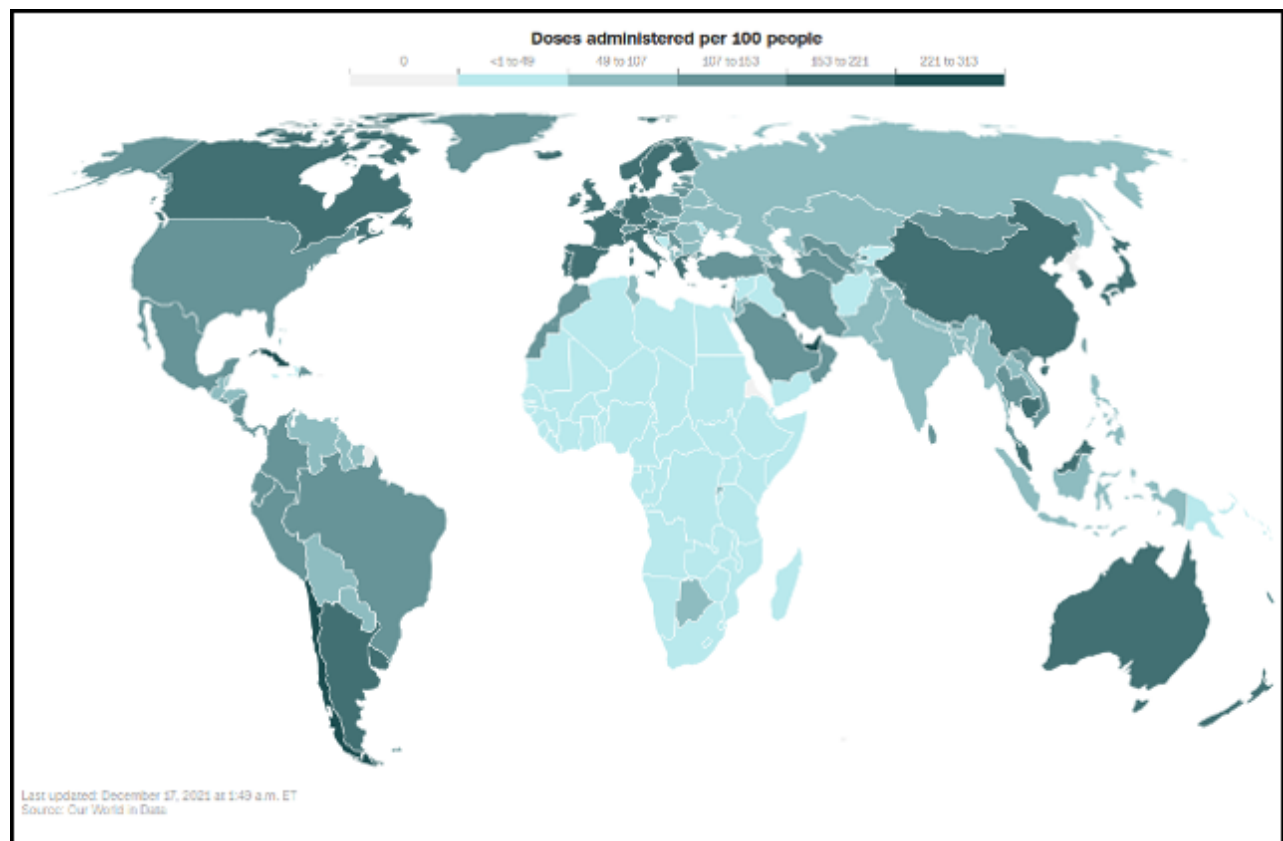 Doses administered per 100 people
0 <1 to 49 49 to 107 107 to 153 153 to 221 221 to 313
Last updated: December 17, 2021 at 1:49 a.m. ET
Source: Our World in Data